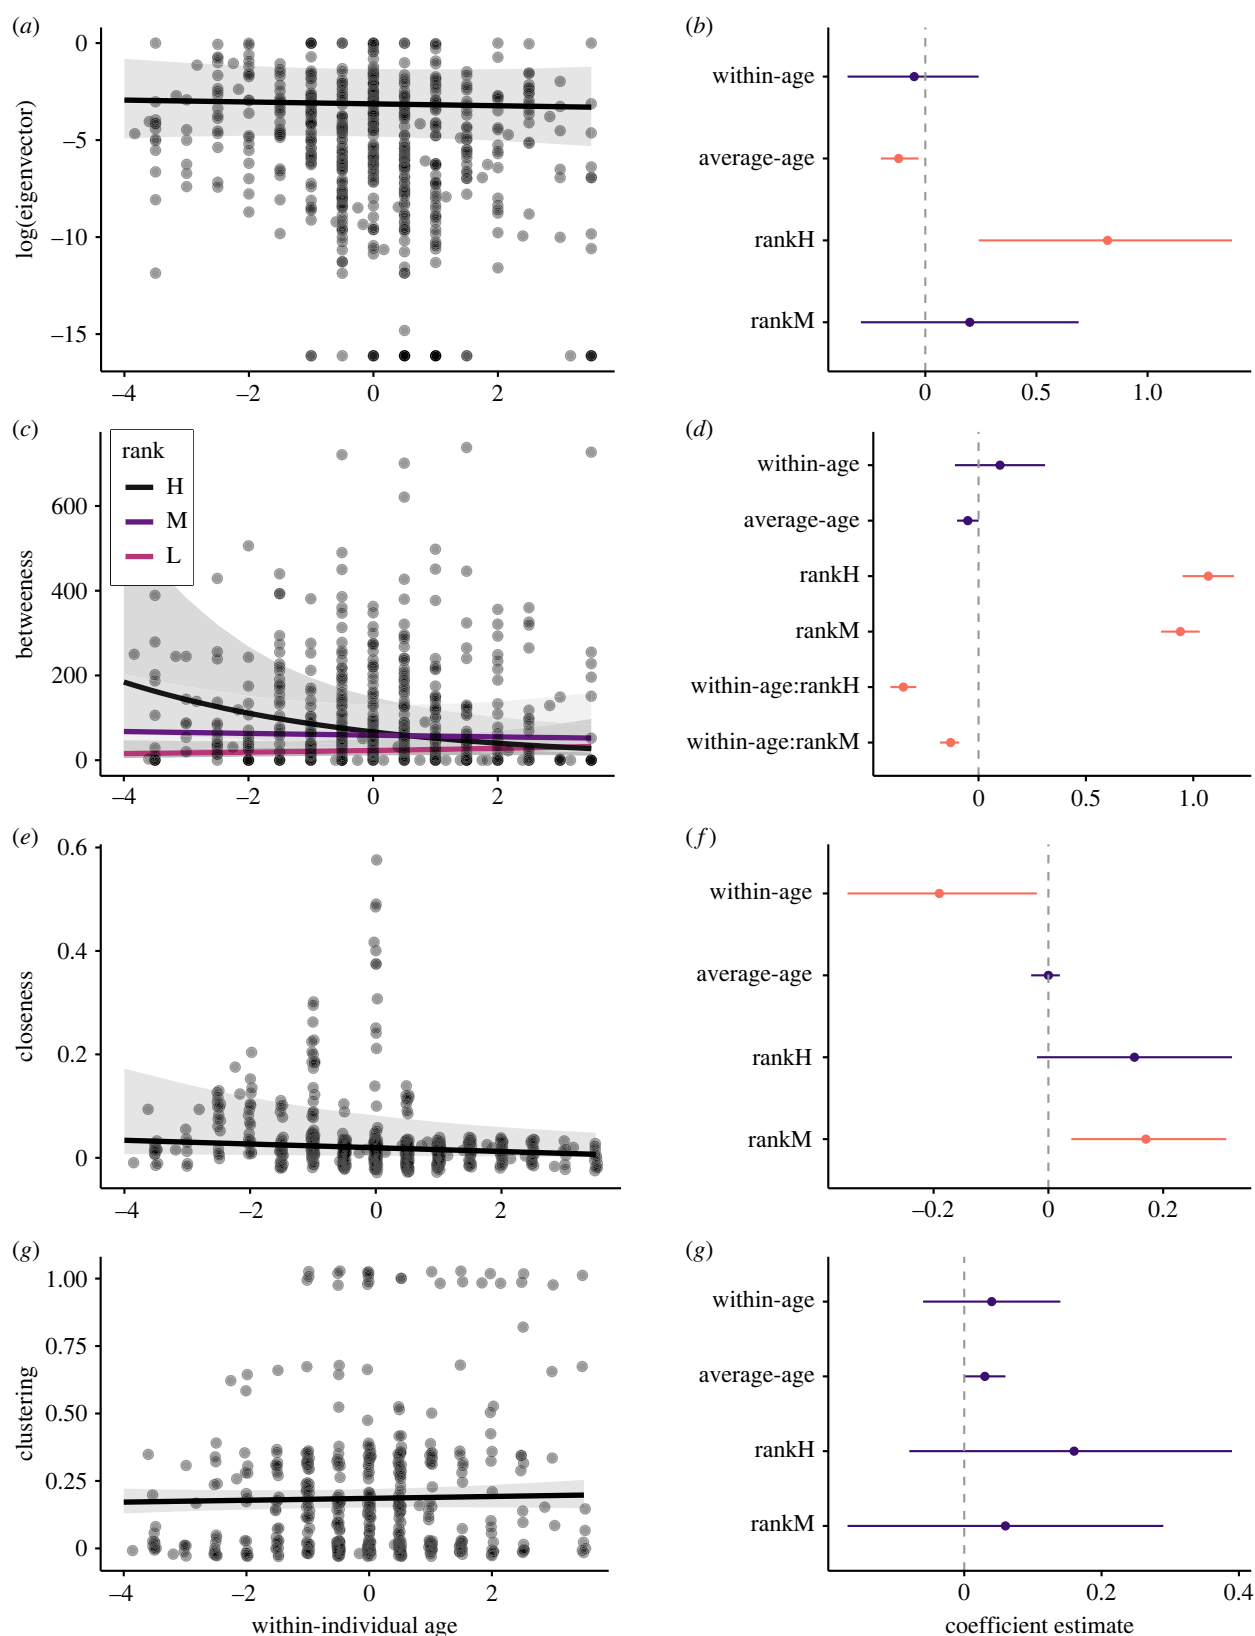 (a)
0
−5
−10
−15
log(eigenvector)
−4
−2
0
2
(b)
within-age
average-age
rankH
rankM
0
0.5
1.0
(c)
rank
H
M
L
600
400
200
0
betweeness
−4
−2
0
2
(d)
within-age
average-age
rankH
rankM
within-age:rankH
within-age:rankM
0
0.5
1.0
(e)
0.6
0.4
0.2
0
closeness
−4
−2
0
2
(f)
within-age
average-age
rankH
rankM
−0.2
0
0.2
(g)
1.00
0.75
0.50
0.25
0
clustering
−4
−2
0
2
within-individual age
(g)
within-age
average-age
rankH
rankM
0
0.2
0.4
coefficient estimate